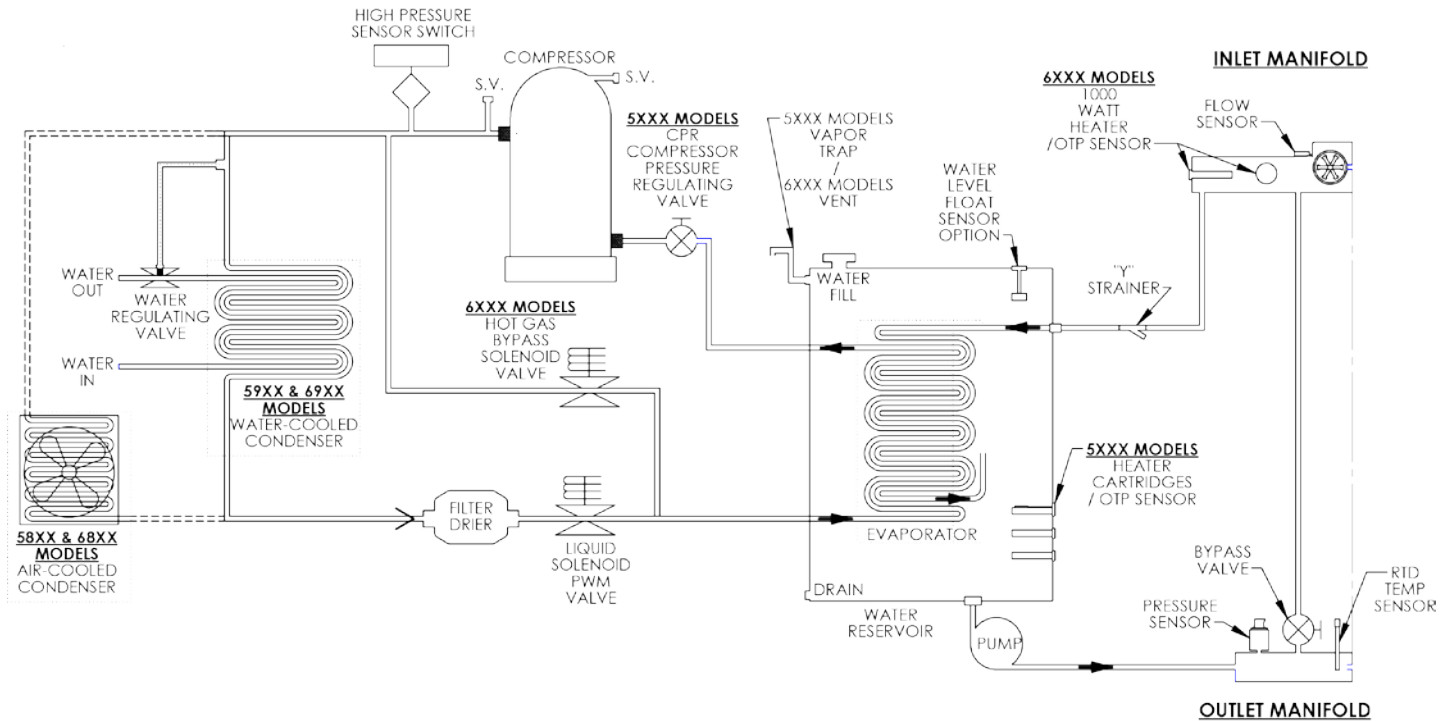 HIGH PRESSURE
SENSOR SWITCH
COMPRESSOR
S.V.
S.V.
INLET MANIFOLD
6XXX MODELS
1000
WATT
HEATER
/OTP SENSOR
FLOW
SENSOR
5XXX MODELS
CPR
COMPRESSOR
PRESSURE
REGULATING
VALVE
5XXX MODELS
VAPOR
TRAP
/
6XXX MODELS
VENT
WATER
LEVEL
FLOAT
SENSOR
OPTION
WATER
OUT
WATER
REGULATING
VALVE
WATER
IN
WATER
FILL
"Y"
STRAINER
6XXX MODELS
HOT GAS
BYPASS
SOLENOID
VALVE
59XX & 69XX
MODELS
WATER-COOLED
CONDENSER
5XXX MODELS
HEATER
CARTRIDGES
/ OTP SENSOR
FILTER
DRIER
58XX & 68XX
MODELS
AIR-COOLED
CONDENSER
LIQUID
SOLENOID
PWM
VALVE
EVAPORATOR
DRAIN
WATER
RESERVOIR
PUMP
PRESSURE
SENSOR
BYPASS
VALVE
RTD
TEMP
SENSOR
OUTLET MANIFOLD